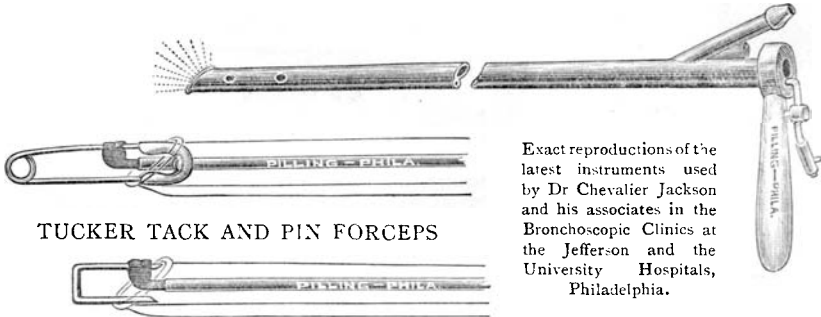 PILLING-PHILA.
Exact reproductions of the
latest instruments used
by Dr Chevalier Jackson
and his associates in the
Bronchoscopic Clinics at
the Jefferson and the
University Hospitals,
Philadelphia.
PILLING—PHILA.
TUCKER TACK AND PIN FORCEPS
PILLING—PHILA.